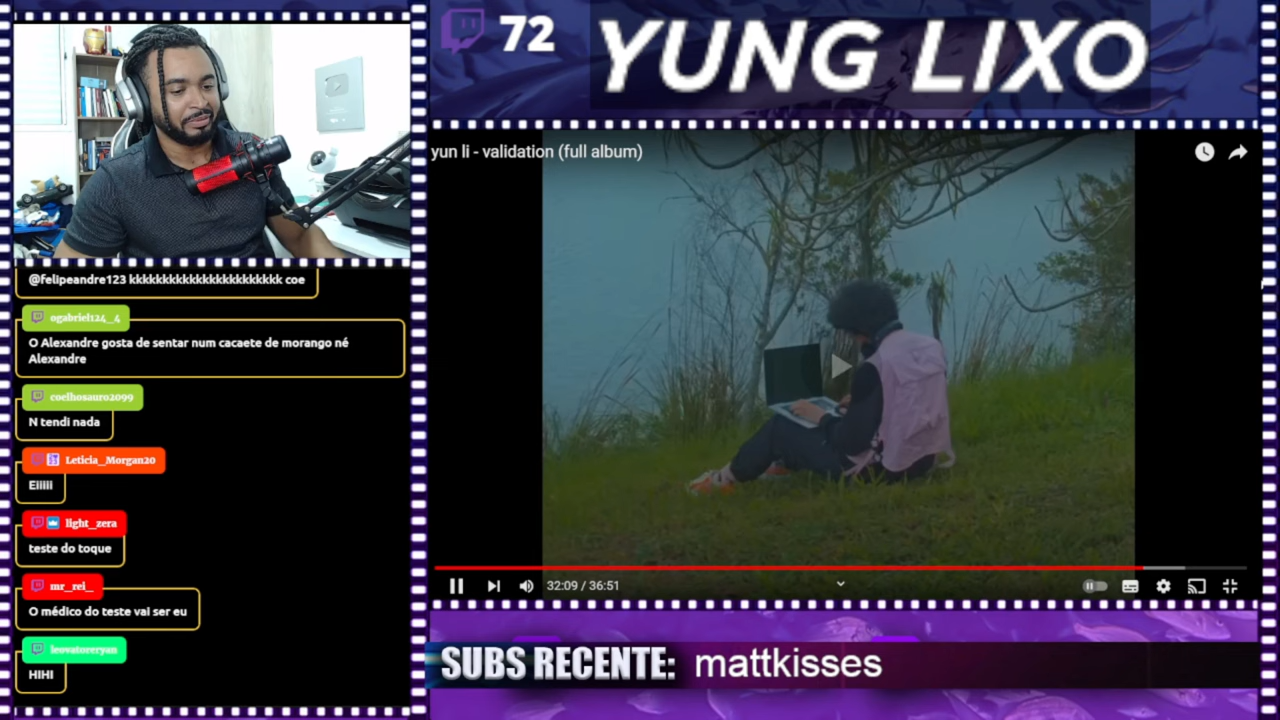 72
YUNG LIXO
yun li - validation (full album)
@felipeandre123 kkkkkkkkkkkkkkkkkkkkkkk coe
ogabriel124_4
O Alexandre gosta de sentar num cacaete de morango né
Alexandre
coelhosauro2099
N tendi nada
Leticia_Morgan20
Eiiiii
light_zera
teste do toque
mr_rei_
O médico do teste vai ser eu
leovatoreryan
HIHI
32:09 / 36:51
SUBS RECENTE: mattkisses